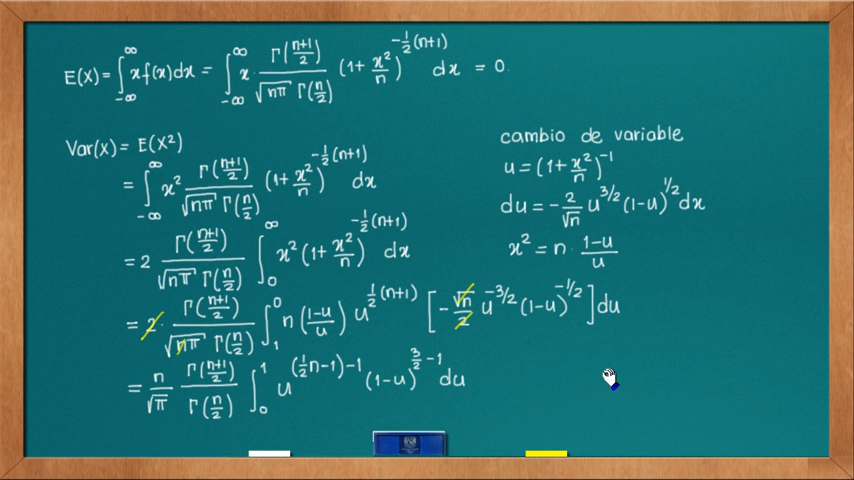 E(X) = ∫_{-∞}^{∞} x f(x) dx = ∫_{-∞}^{∞} x · Γ((n+1)/2) / (√(nπ) Γ(n/2)) (1 + x²/n)^{-½(n+1)} dx = 0
Var(x) = E(X²)
= ∫_{-∞}^{∞} x² Γ((n+1)/2) / (√(nπ) Γ(n/2)) (1 + x²/n)^{-½(n+1)} dx
= 2 Γ((n+1)/2) / (√(nπ) Γ(n/2)) ∫_{0}^{∞} x² (1 + x²/n)^{-½(n+1)} dx
= 2 · Γ((n+1)/2) / (√(nπ) Γ(n/2)) ∫_{1}^{0} n ((1-u)/u) u^{½(n+1)} [ -√n/2 u^{-3/2} (1-u)^{-1/2} ] du
= n/√π Γ((n+1)/2) / Γ(n/2) ∫_{0}^{1} u^{(½n-1)-1} (1-u)^{3/2-1} du
cambio de variable
u = (1 + x²/n)^{-1}
du = -2/√n u^{3/2} (1-u)^{1/2} dx
x² = n · (1-u)/u